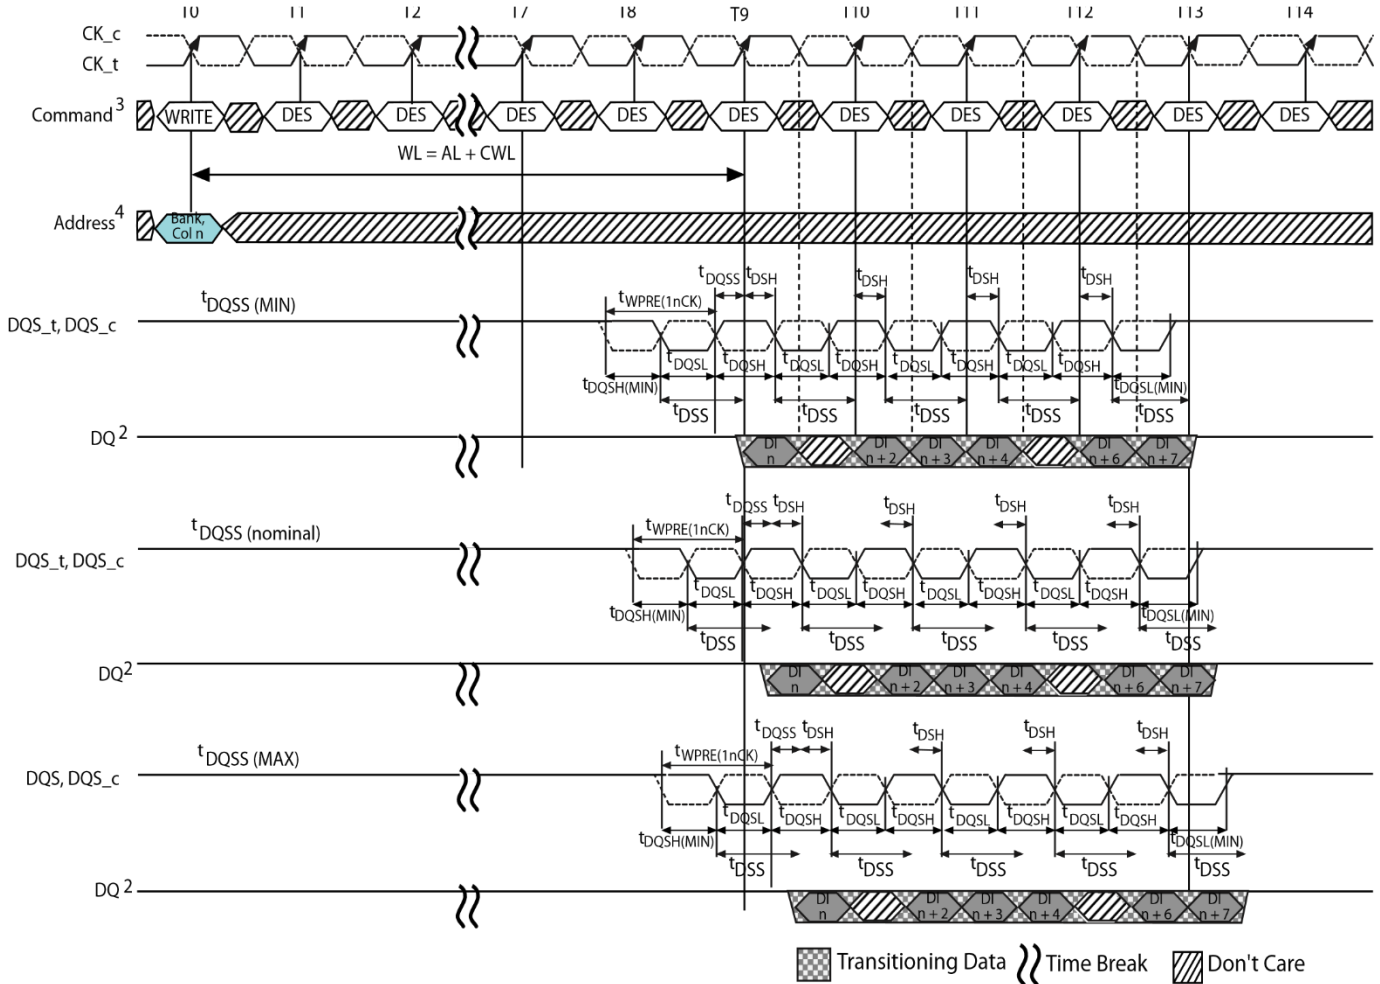 T0 T1 T2 T7 T8 T9 T10 T11 T12 T13 T14
CK_c
CK_t
Command 3 WRITE DES DES DES DES DES DES DES DES DES DES
WL = AL + CWL
Address 4 Bank, Col n
tDQSS tDSH tDSH tDSH tDSH
tDQSS (MIN) tWPRE(1nCK)
DQS_t, DQS_c
tDQSL tDQSH tDQSL tDQSH tDQSL tDQSH tDQSL tDQSH
tDQSH(MIN) tDQSL(MIN)
tDSS tDSS tDSS tDSS tDSS
DQ 2 DI n DI n + 2 DI n + 3 DI n + 4 DI n + 6 DI n + 7
tDQSS tDSH tDSH tDSH tDSH
tDQSS (nominal) tWPRE(1nCK)
DQS_t, DQS_c
tDQSL tDQSH tDQSL tDQSH tDQSL tDQSH tDQSL tDQSH
tDQSH(MIN) tDQSL(MIN)
tDSS tDSS tDSS tDSS tDSS
DQ2 DI n DI n + 2 DI n + 3 DI n + 4 DI n + 6 DI n + 7
tDQSS tDSH tDSH tDSH tDSH
tDQSS (MAX) tWPRE(1nCK)
DQS, DQS_c
tDQSL tDQSH tDQSL tDQSH tDQSL tDQSH tDQSL tDQSH
tDQSH(MIN) tDQSL(MIN)
tDSS tDSS tDSS tDSS tDSS
DQ 2 DI n DI n + 2 DI n + 3 DI n + 4 DI n + 6 DI n + 7
Transitioning Data Time Break Don't Care